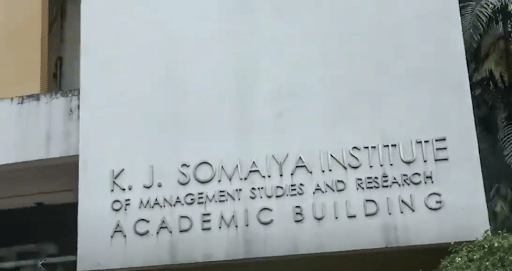 K. J. SOMAIYA INSTITUTE
OF MANAGEMENT STUDIES AND RESEARCH
ACADEMIC BUILDING